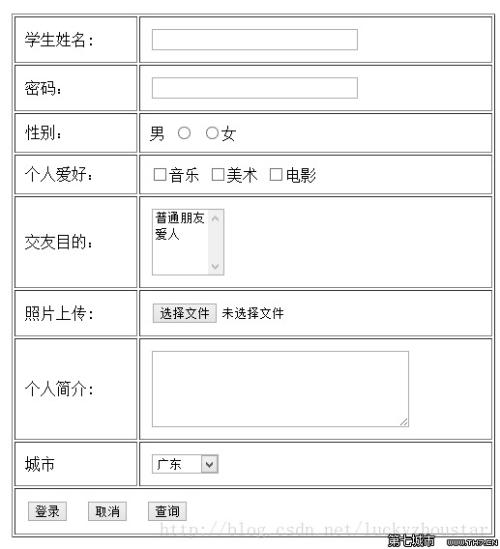 学生姓名:
密码:
性别: 男 女
个人爱好: 音乐 美术 电影
普通朋友
爱人
交友目的:
照片上传: 选择文件 未选择文件
个人简介:
城市 广东
登录 取消 查询
http://blog.csdn.net/luckyzhoustar
第七城市 WWW.TH7.CN